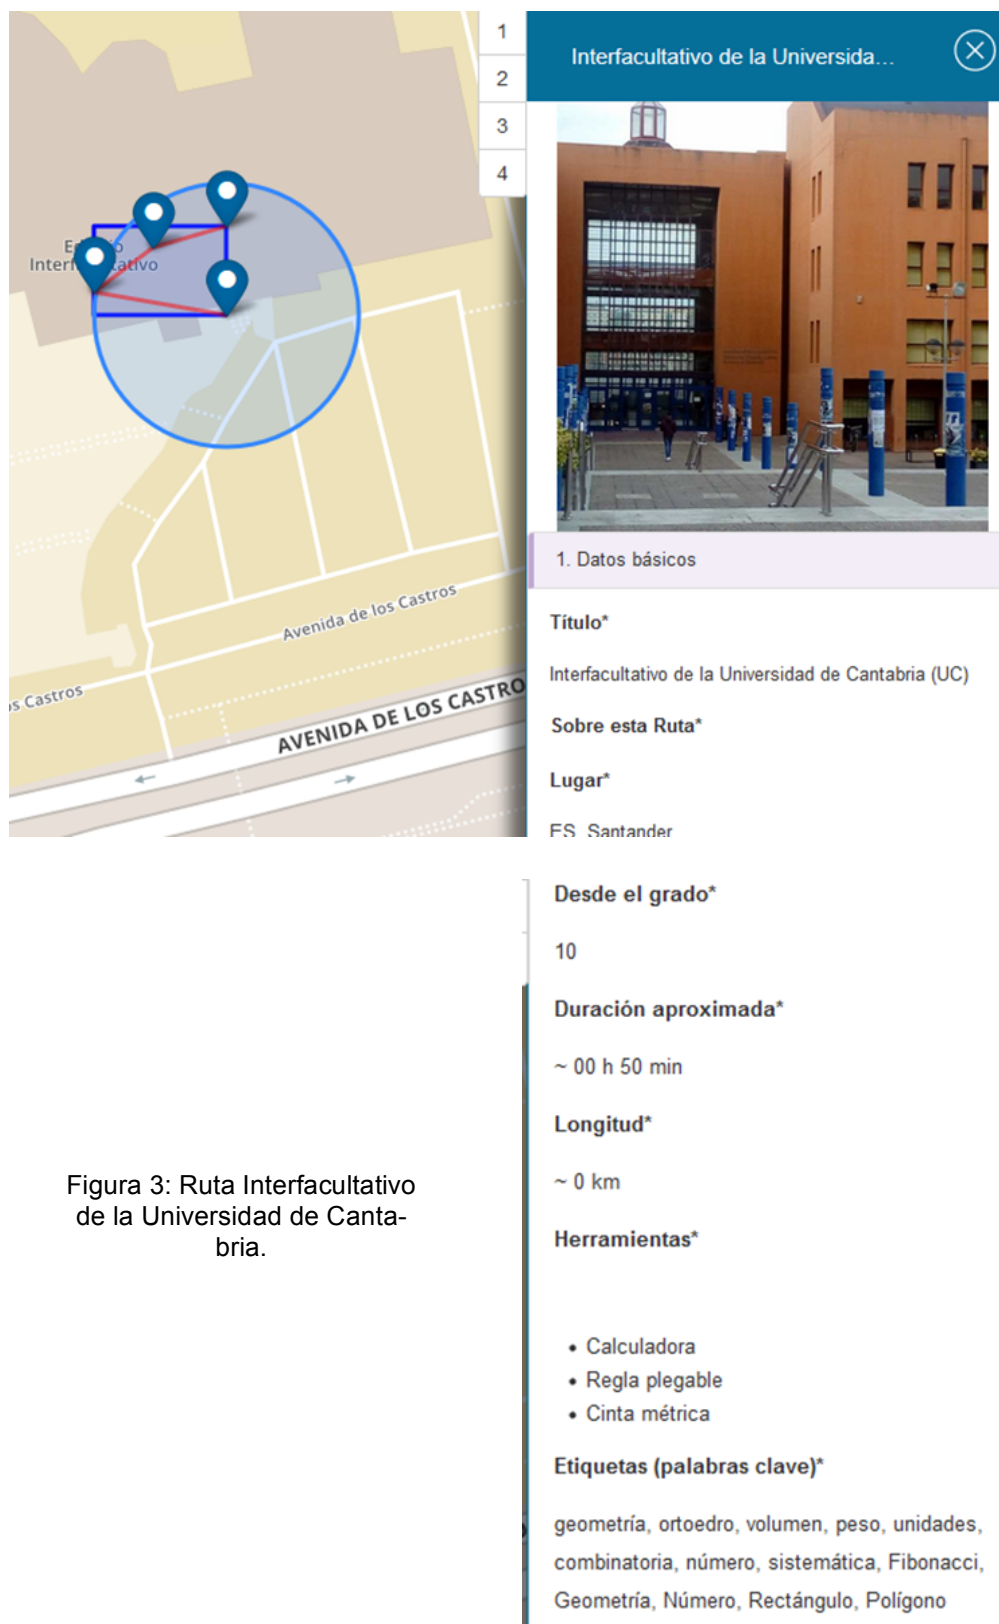 1
2
3
4
Edificio
Interfacultativo
Avenida de los Castros
s Castros
AVENIDA DE LOS CASTRO
Interfacultativo de la Universida...
1. Datos básicos
Título*
Interfacultativo de la Universidad de Cantabria (UC)
Sobre esta Ruta*
Lugar*
ES, Santander
Desde el grado*
10
Duración aproximada*
~ 00 h 50 min
Longitud*
~ 0 km
Herramientas*
• Calculadora
• Regla plegable
• Cinta métrica
Etiquetas (palabras clave)*
geometría, ortoedro, volumen, peso, unidades,
combinatoria, número, sistemática, Fibonacci,
Geometría, Número, Rectángulo, Polígono
Figura 3: Ruta Interfacultativo
de la Universidad de Canta-
bria.